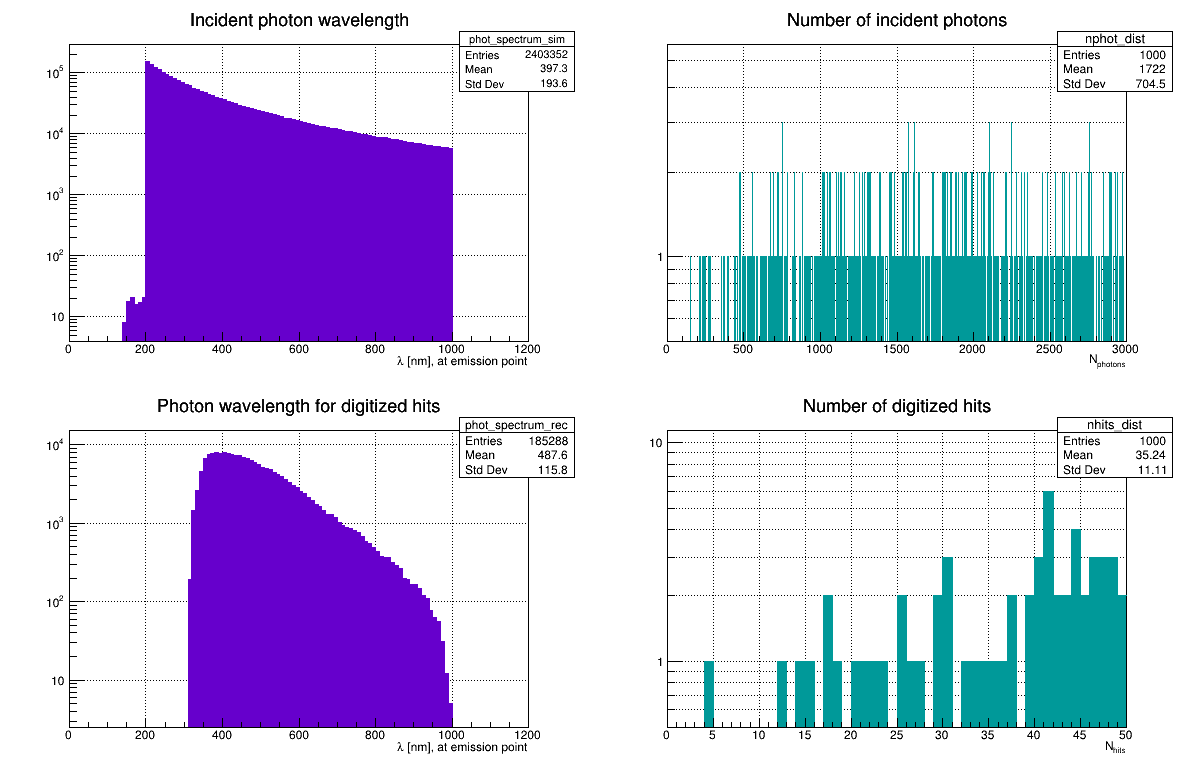 Incident photon wavelength
phot_spectrum_sim
Entries 2403352
Mean 397.3
Std Dev 193.6
10^5
10^4
10^3
10^2
10
0 200 400 600 800 1000 1200
λ [nm], at emission point
Number of incident photons
nphot_dist
Entries 1000
Mean 1722
Std Dev 704.5
1
0 500 1000 1500 2000 2500 3000
N_photons
Photon wavelength for digitized hits
phot_spectrum_rec
Entries 185288
Mean 487.6
Std Dev 115.8
10^4
10^3
10^2
10
0 200 400 600 800 1000 1200
λ [nm], at emission point
Number of digitized hits
nhits_dist
Entries 1000
Mean 35.24
Std Dev 11.11
10
1
0 5 10 15 20 25 30 35 40 45 50
N_hits